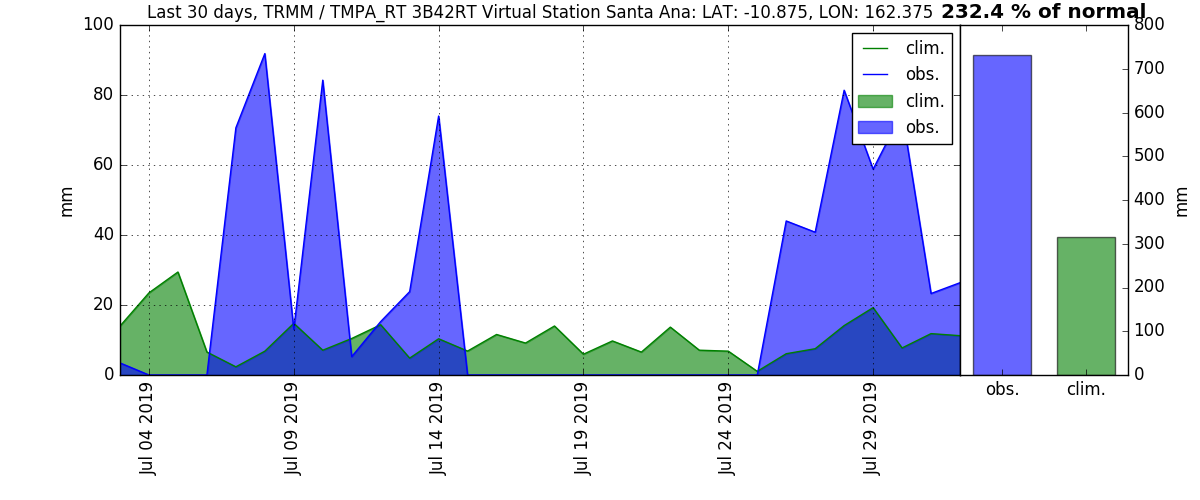 Last 30 days, TRMM / TMPA_RT 3B42RT Virtual Station Santa Ana: LAT: -10.875, LON: 162.375 232.4 % of normal
100
80
60
40
20
0
mm
clim.
obs.
clim.
obs.
Jul 04 2019
Jul 09 2019
Jul 14 2019
Jul 19 2019
Jul 24 2019
Jul 29 2019
800
700
600
500
400
300
200
100
0
mm
obs. clim.